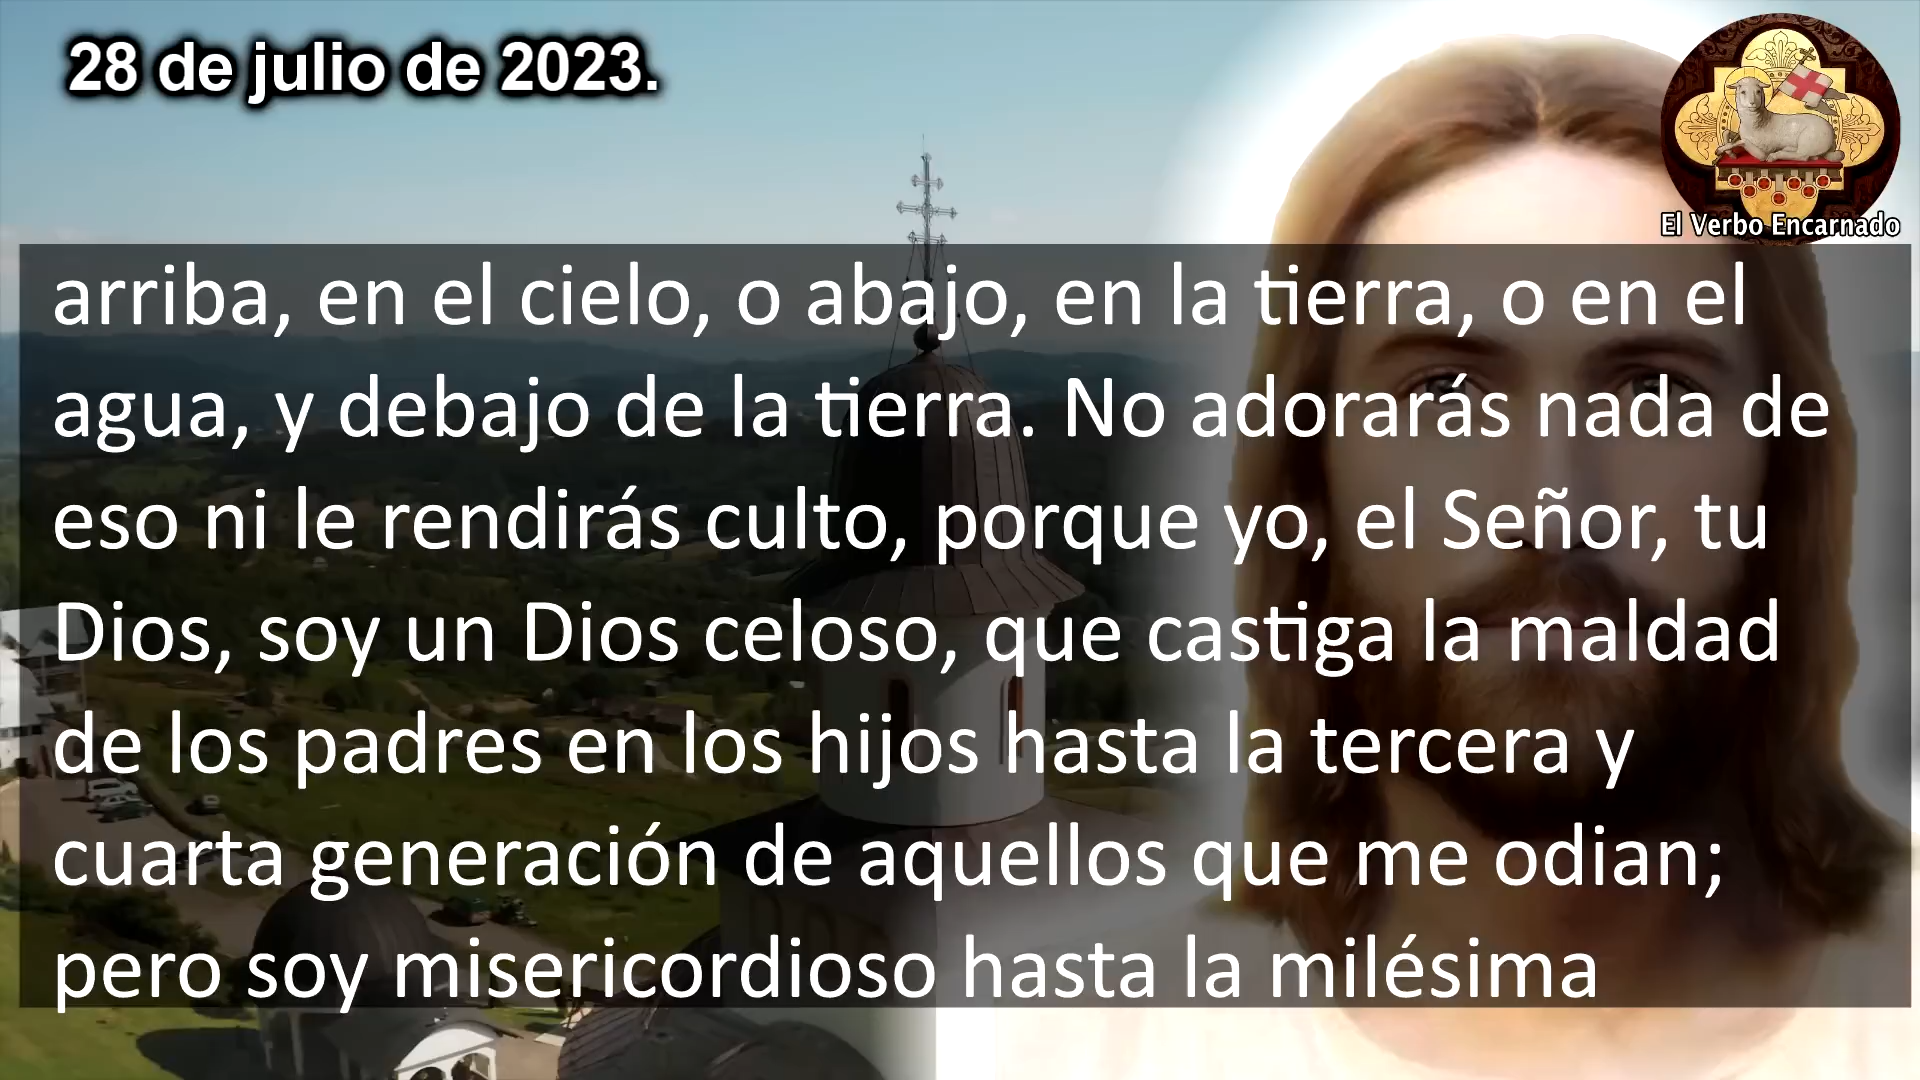 28 de julio de 2023.
El Verbo Encarnado
arriba, en el cielo, o abajo, en la tierra, o en el
agua, y debajo de la tierra. No adorarás nada de
eso ni le rendirás culto, porque yo, el Señor, tu
Dios, soy un Dios celoso, que castiga la maldad
de los padres en los hijos hasta la tercera y
cuarta generación de aquellos que me odian;
pero soy misericordioso hasta la milésima